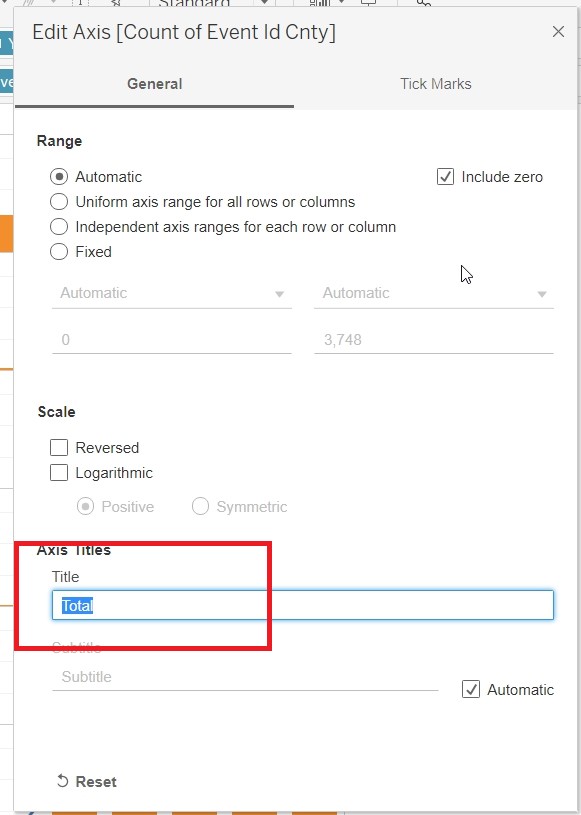 Standard
Edit Axis [Count of Event Id Cnty]
General Tick Marks
Range
Automatic Include zero
Uniform axis range for all rows or columns
Independent axis ranges for each row or column
Fixed
Automatic Automatic
0 3,748
Scale
Reversed
Logarithmic
Positive Symmetric
Axis Titles
Title
Total
Subtitle
Subtitle
Automatic
Reset